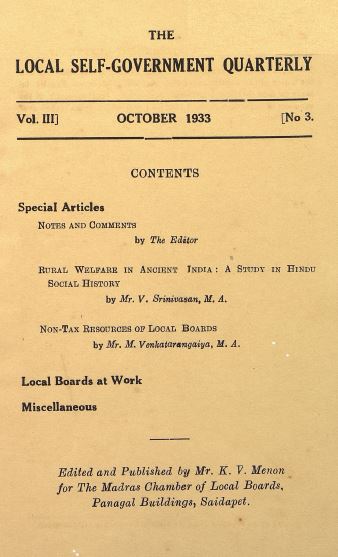 THE
LOCAL SELF-GOVERNMENT QUARTERLY
Vol. III] OCTOBER 1933 [No 3.
CONTENTS
Special Articles
NOTES AND COMMENTS
by The Editor
RURAL WELFARE IN ANCIENT INDIA : A STUDY IN HINDU
SOCIAL HISTORY
by Mr. V. Srinivasan, M. A.
NON-TAX RESOURCES OF LOCAL BOARDS
by Mr. M. Venkatarangaiya, M. A.
Local Boards at Work
Miscellaneous
Edited and Published by Mr. K. V. Menon
for The Madras Chamber of Local Boards,
Panagal Buildings, Saidapet.